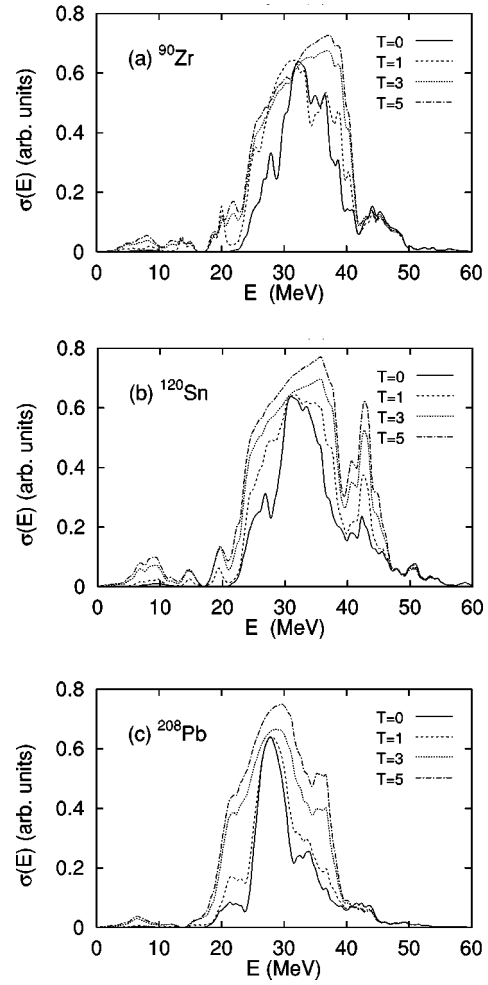 0.8
0.6
0.4
0.2
0
σ(E) (arb. units)
(a) ⁹⁰Zr
T=0
T=1
T=3
T=5
0 10 20 30 40 50 60
E (MeV)
0.8
0.6
0.4
0.2
0
σ(E) (arb. units)
(b) ¹²⁰Sn
T=0
T=1
T=3
T=5
0 10 20 30 40 50 60
E (MeV)
0.8
0.6
0.4
0.2
0
σ(E) (arb. units)
(c) ²⁰⁸Pb
T=0
T=1
T=3
T=5
0 10 20 30 40 50 60
E (MeV)